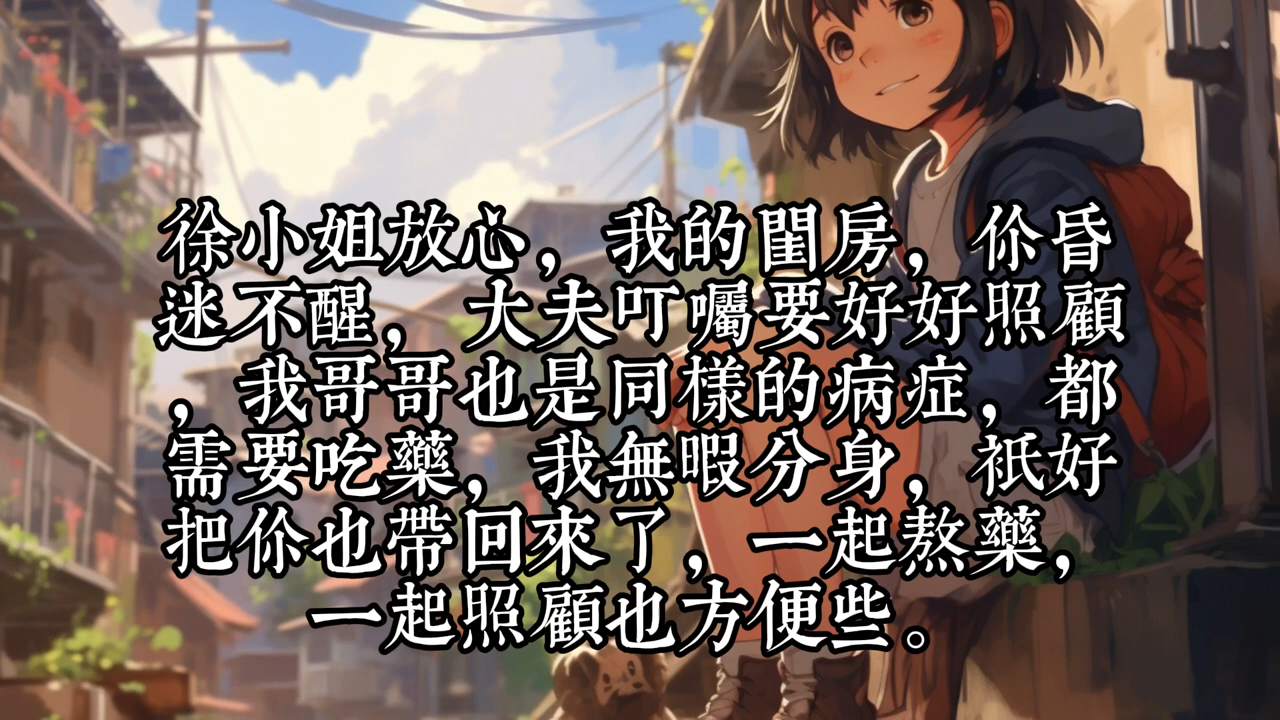 徐小姐放心，我的閨房，伱昏
迷不醒，大夫叮囑要好好照顧
，我哥哥也是同樣的病症，都
需要吃藥，我無暇分身，袛好
把伱也帶回來了，一起熬藥，
一起照顧也方便些。